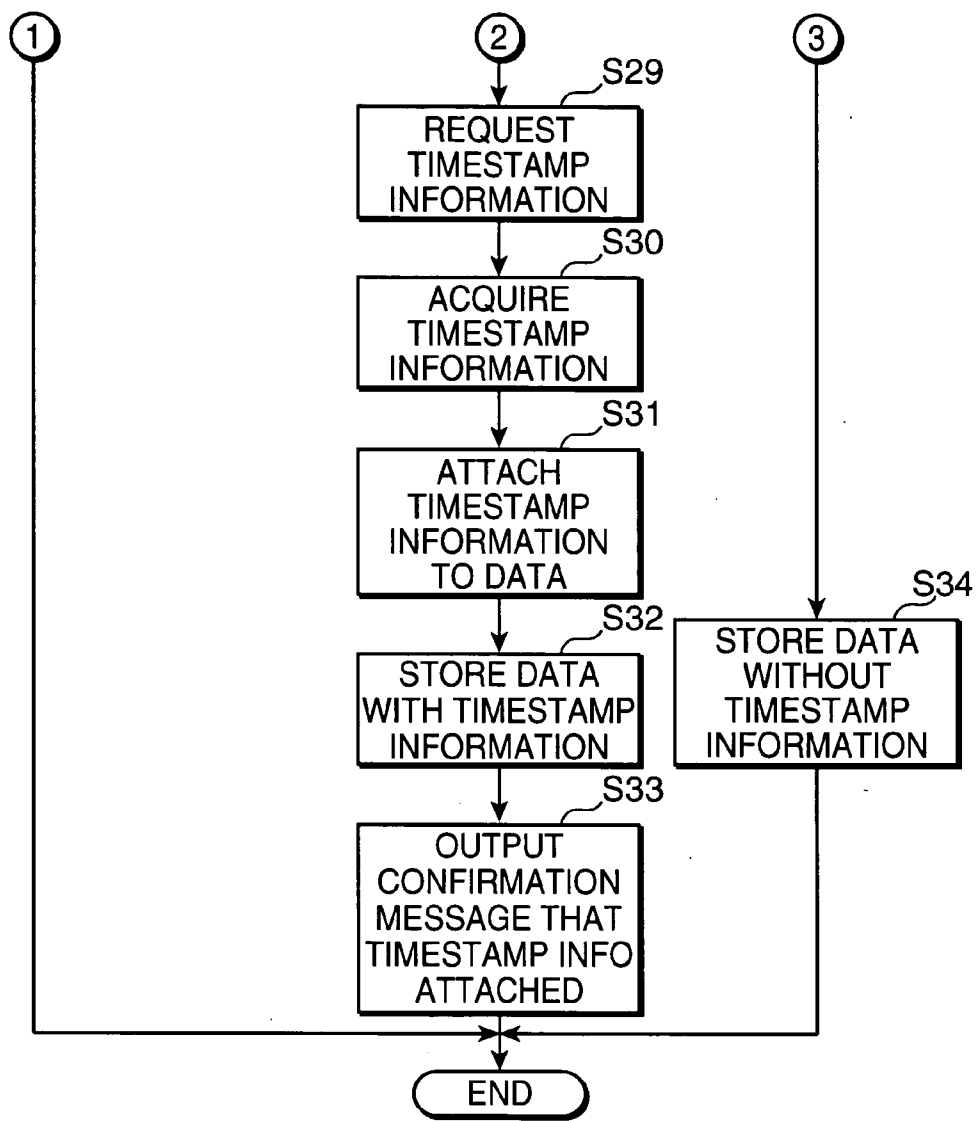 1
2
3
S29
REQUEST
TIMESTAMP
INFORMATION
S30
ACQUIRE
TIMESTAMP
INFORMATION
S31
ATTACH
TIMESTAMP
INFORMATION
TO DATA
S32
STORE DATA
WITH TIMESTAMP
INFORMATION
S34
STORE DATA
WITHOUT
TIMESTAMP
INFORMATION
S33
OUTPUT
CONFIRMATION
MESSAGE THAT
TIMESTAMP INFO
ATTACHED
END